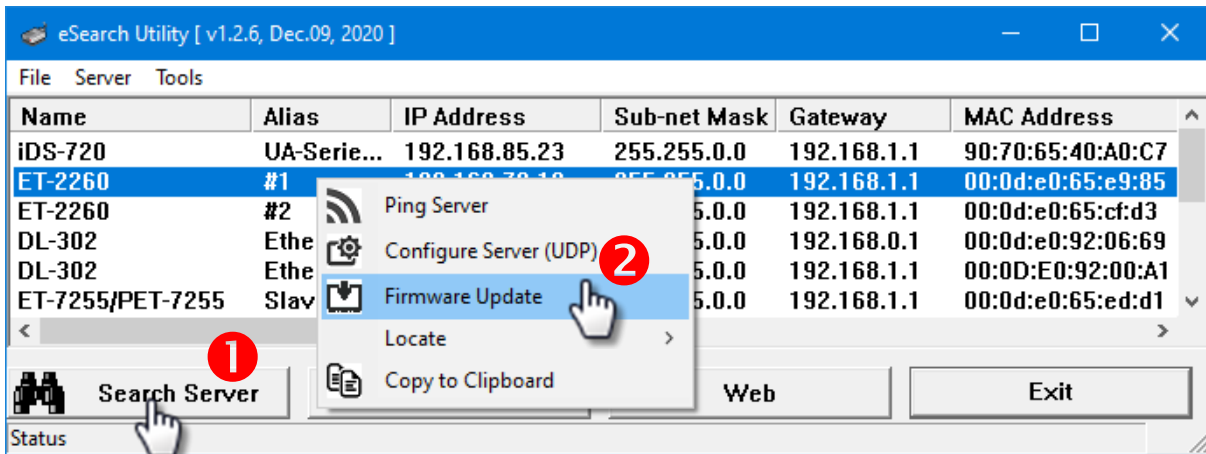 eSearch Utility [ v1.2.6, Dec.09, 2020 ]
File Server Tools
Name Alias IP Address Sub-net Mask Gateway MAC Address
iDS-720 UA-Serie... 192.168.85.23 255.255.0.0 192.168.1.1 90:70:65:40:A0:C7
ET-2260 #1 192.168.1.1 00:0d:e0:65:e9:85
ET-2260 #2 5.0.0 192.168.1.1 00:0d:e0:65:cf:d3
DL-302 Ethe 5.0.0 192.168.0.1 00:0d:e0:92:06:69
DL-302 Ethe 5.0.0 192.168.1.1 00:0D:E0:92:00:A1
ET-7255/PET-7255 Slav 5.0.0 192.168.1.1 00:0d:e0:65:ed:d1
Ping Server
Configure Server (UDP)
2
Firmware Update
Locate
Copy to Clipboard
1
Search Server Web Exit
Status